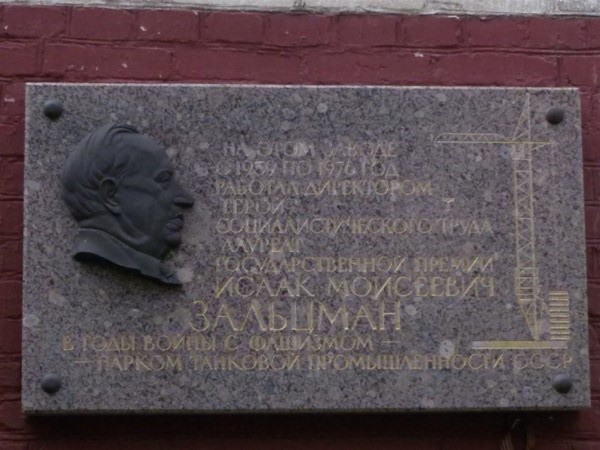 НА ЭТОМ ЗАВОДЕ
С 1959 ПО 1976 ГОД
РАБОТАЛ ДИРЕКТОРОМ
ГЕРОЙ
СОЦИАЛИСТИЧЕСКОГО ТРУДА
ЛАУРЕАТ
ГОСУДАРСТВЕННОЙ ПРЕМИИ
ИСААК МОИСЕЕВИЧ
ЗАЛЬЦМАН
В ГОДЫ ВОЙНЫ С ФАШИЗМОМ —
— НАРКОМ ТАНКОВОЙ ПРОМЫШЛЕННОСТИ СССР